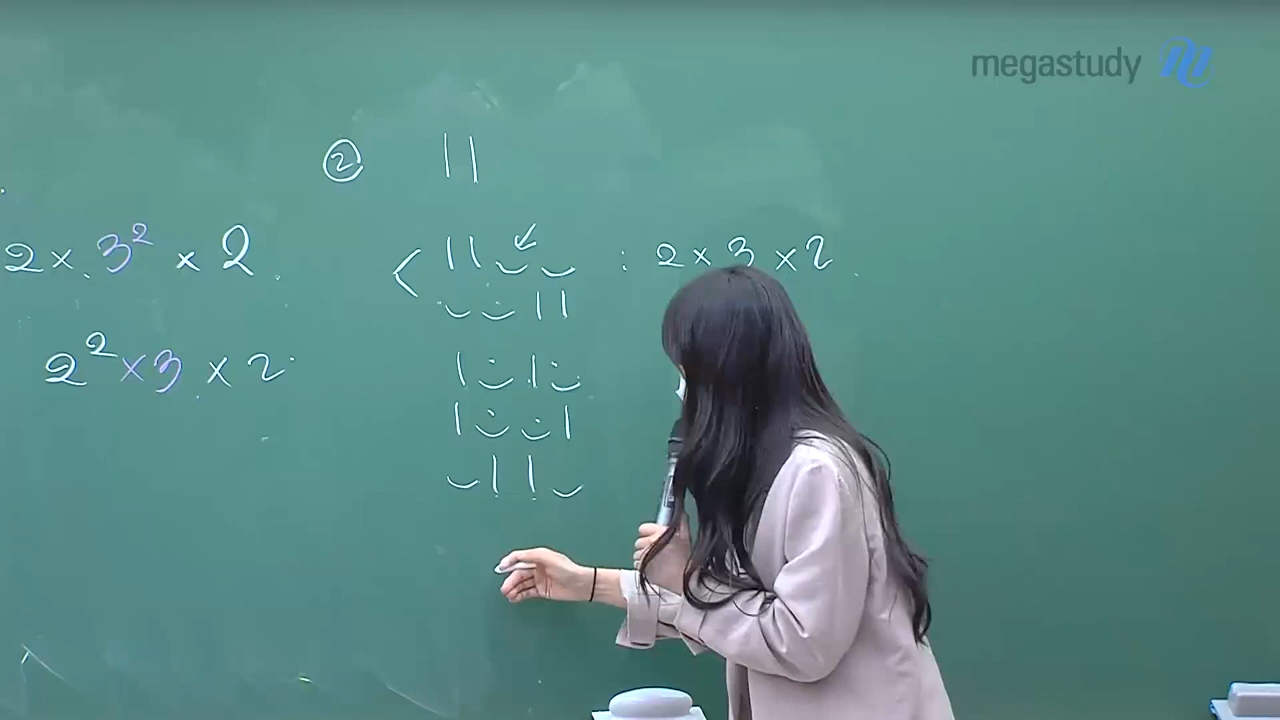 megastudy
② 11
2 × 3² × 2
< 11 ‿ ‿ : 2 × 3 × 2
‿ ‿ 11
2² × 3 × 2
1 ‿ 1 ‿
1 ‿ ‿ 1
‿ 1 1 ‿